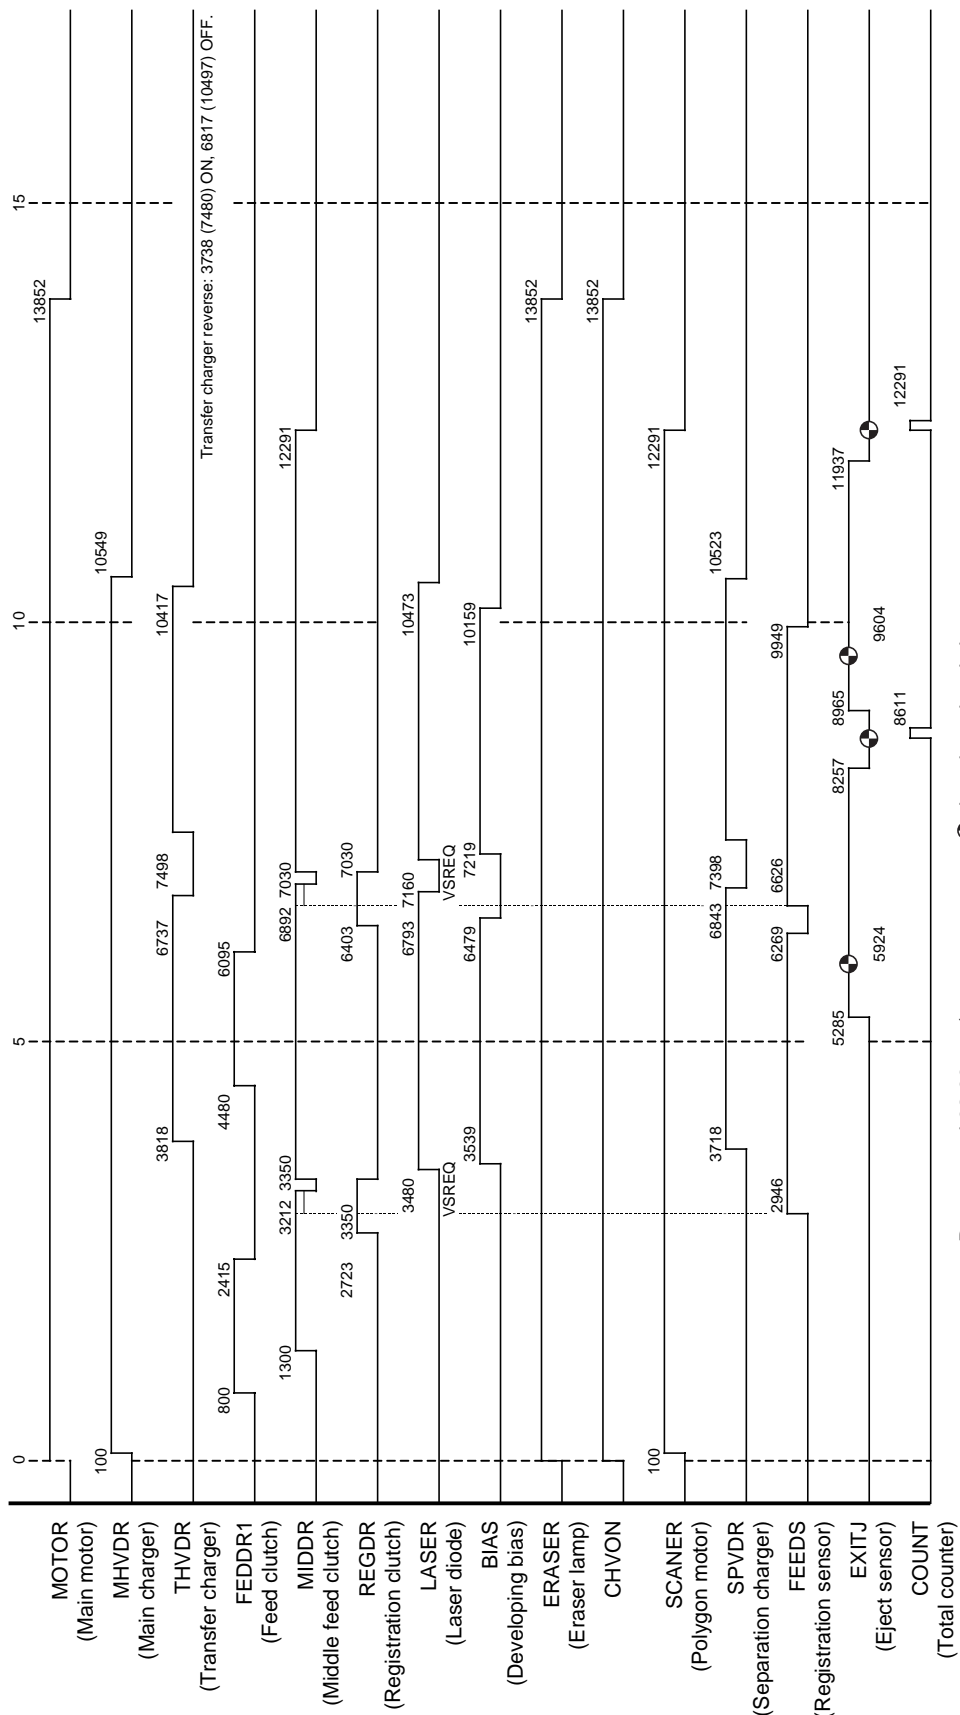 0
5
10
15
MOTOR
(Main motor)
13852
MHVDR
(Main charger)
100
10549
THVDR
(Transfer charger)
3818
6737
7498
10417
Transfer charger reverse: 3738 (7480) ON, 6817 (10497) OFF.
FEDDR1
(Feed clutch)
800
2415
4480
6095
MIDDR
(Middle feed clutch)
1300
3212
3350
6892
7030
12291
REGDR
(Registration clutch)
2723
3350
6403
7030
LASER
(Laser diode)
3480
VSREQ
6793
7160
VSREQ
10473
BIAS
(Developing bias)
3539
6479
7219
10159
ERASER
(Eraser lamp)
13852
CHVON
13852
SCANER
(Polygon motor)
100
12291
SPVDR
(Separation charger)
3718
6843
7398
10523
FEEDS
(Registration sensor)
2946
6269
6626
9949
EXITJ
(Eject sensor)
5285
5924
8257
8965
9604
11937
COUNT
(Total counter)
8611
12291